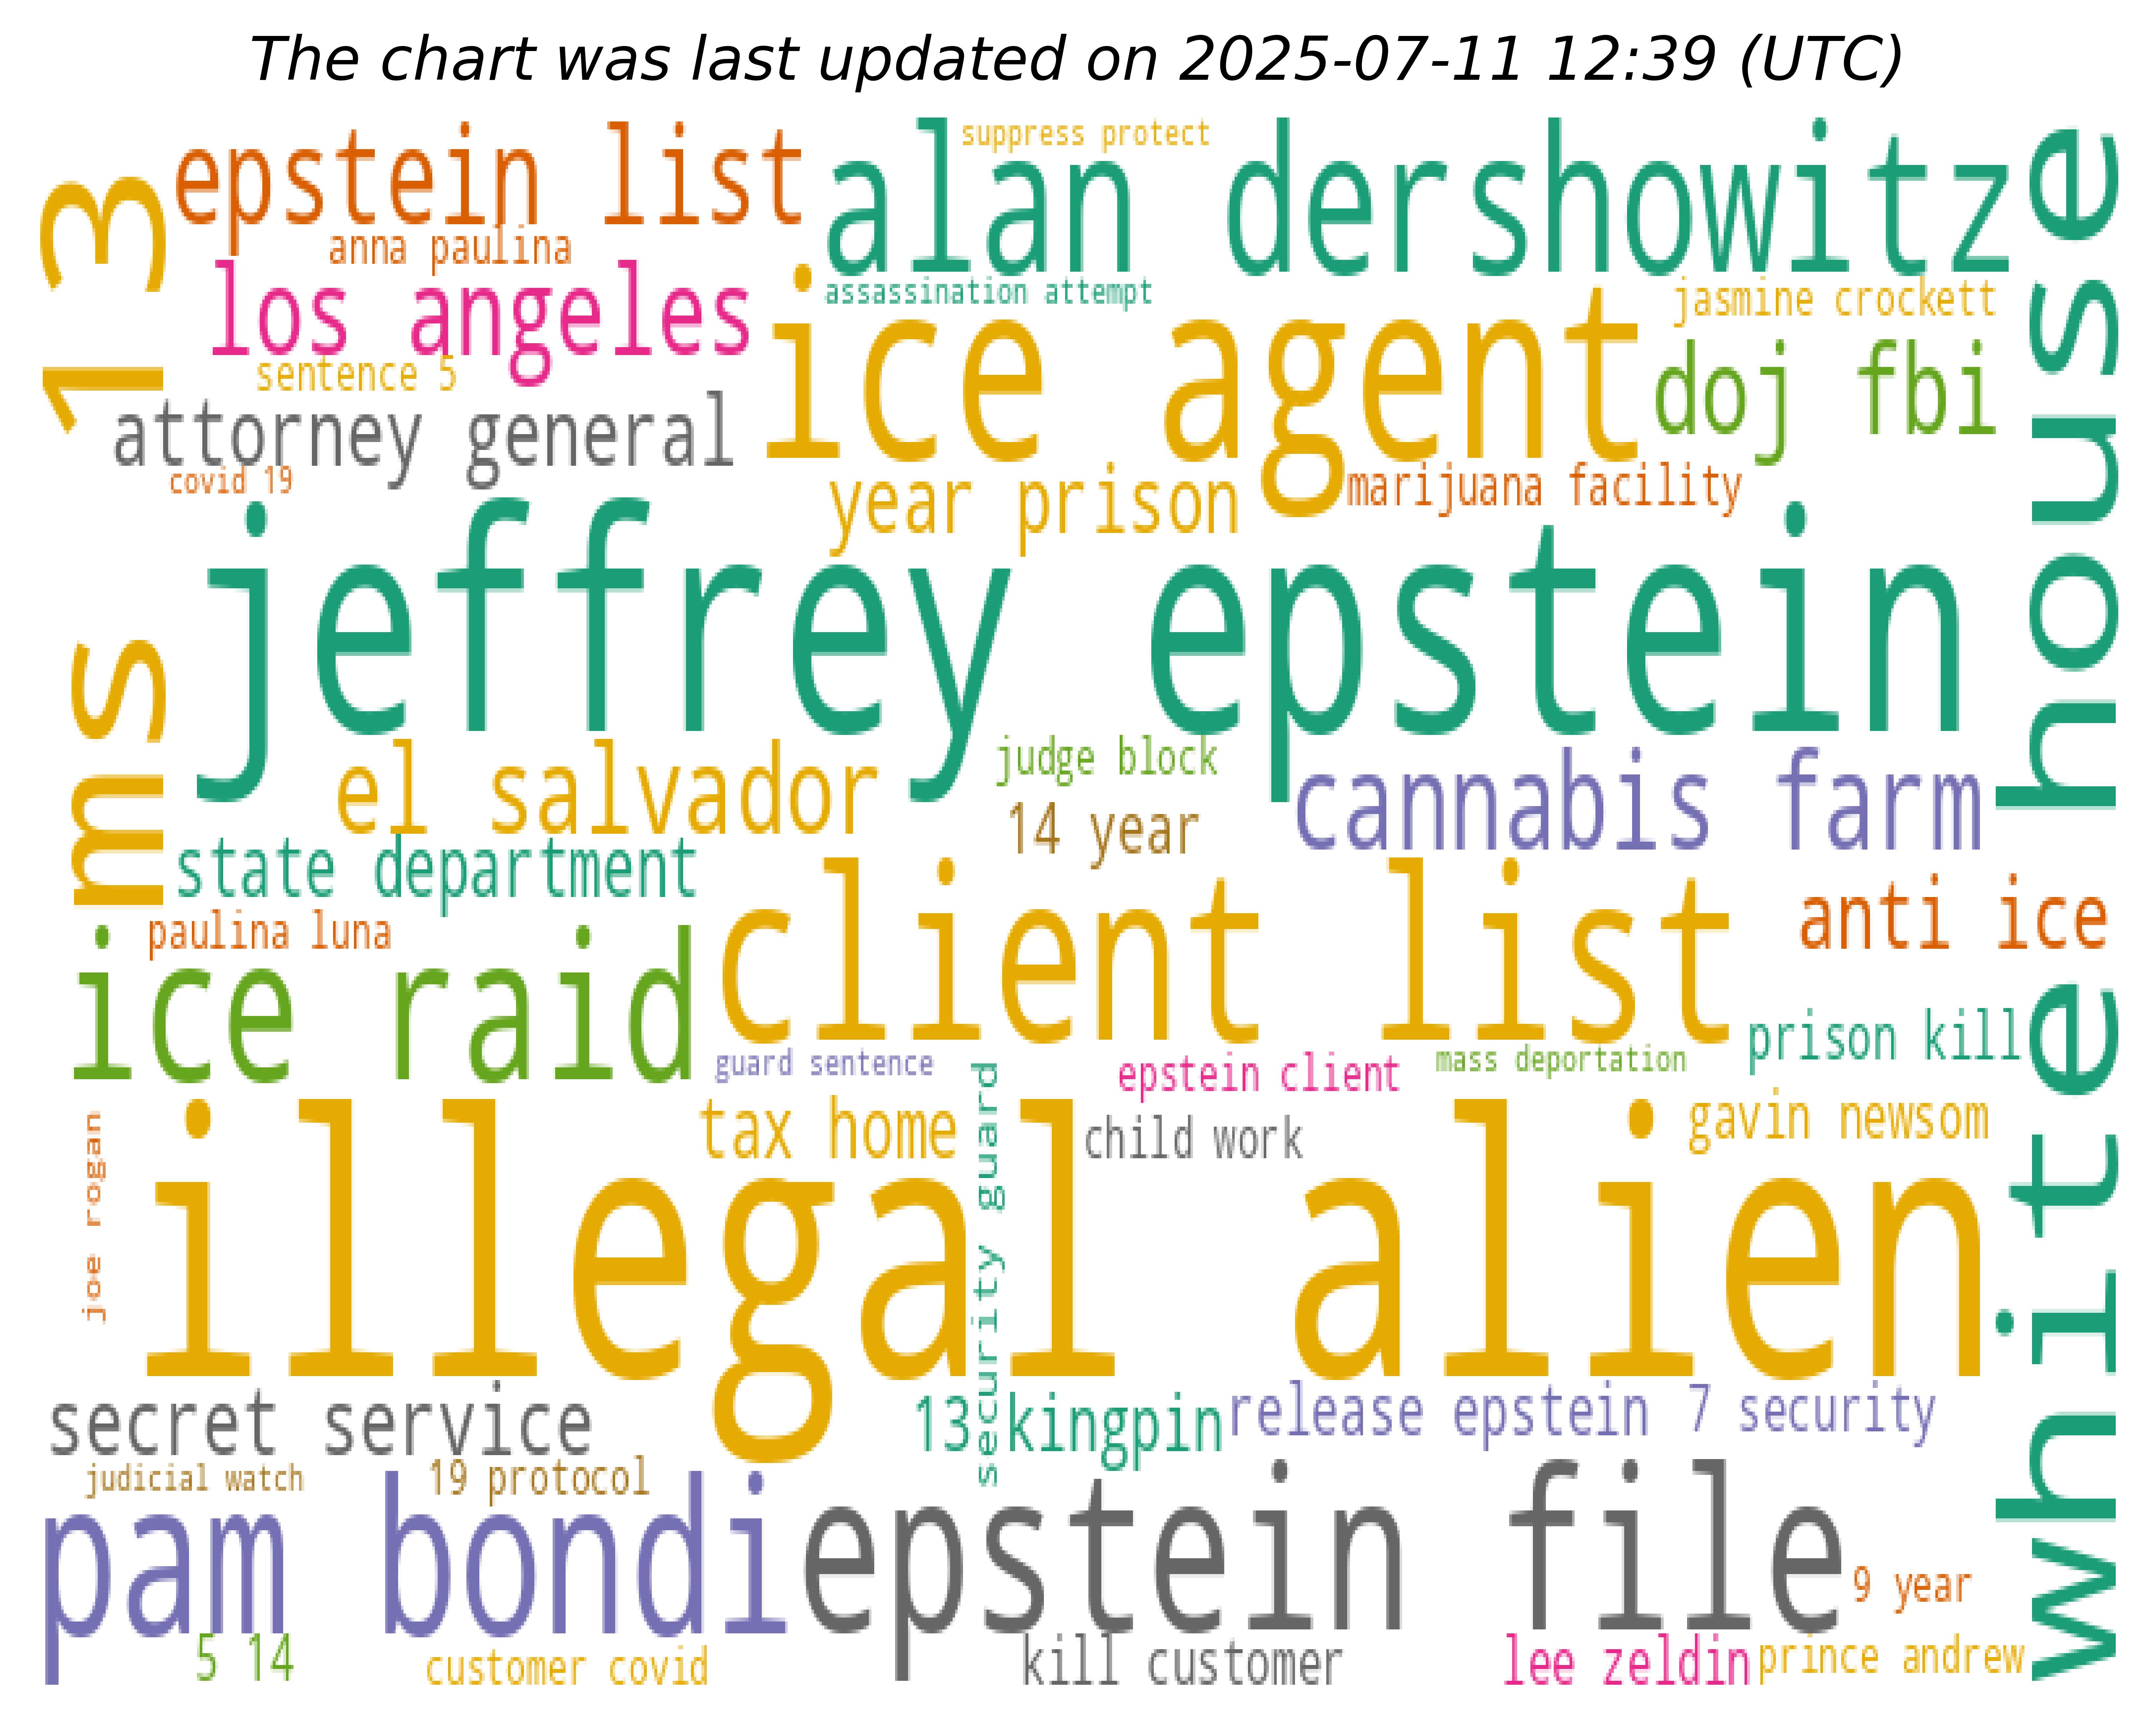 The chart was last updated on 2025-07-11 12:39 (UTC)
suppress protect
epstein list
alan dershowitz
anna paulina
los angeles
assassination attempt
jasmine crockett
ice agent
sentence 5
doj fbi
attorney general
covid 19
year prison
marijuana facility
ms 13
white house
jeffrey epstein
judge block
el salvador
cannabis farm
14 year
state department
client list
anti ice
paulina luna
ice raid
prison kill
guard sentence
epstein client
mass deportation
security guard
tax home
child work
gavin newsom
joe rogan
illegal alien
secret service
13 kingpin
release epstein
7 security
judicial watch
19 protocol
pam bondi
epstein file
9 year
5 14
customer covid
kill customer
lee zeldin
prince andrew